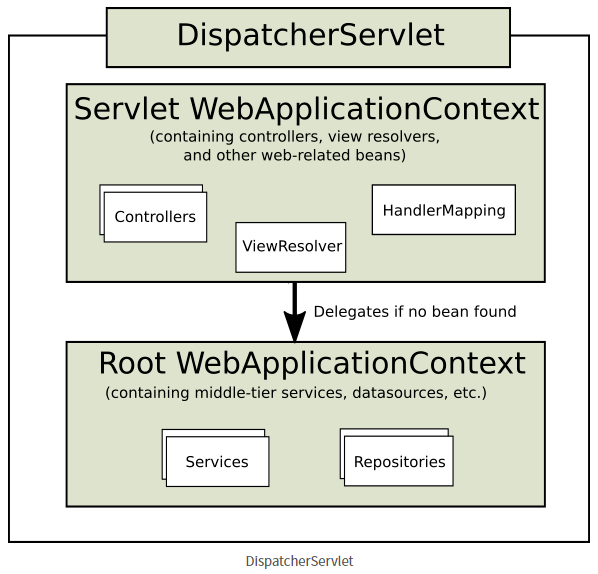 DispatcherServlet
Servlet WebApplicationContext
(containing controllers, view resolvers,
and other web-related beans)
Controllers
HandlerMapping
ViewResolver
Delegates if no bean found
Root WebApplicationContext
(containing middle-tier services, datasources, etc.)
Services
Repositories
DispatcherServlet